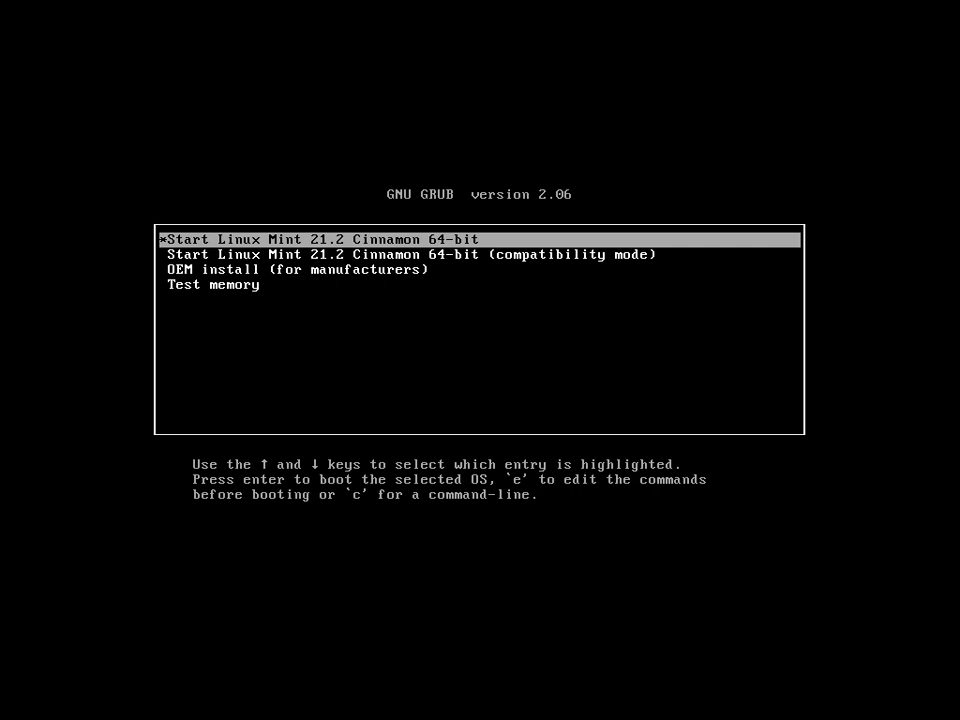 GNU GRUB  version 2.06
*Start Linux Mint 21.2 Cinnamon 64-bit
Start Linux Mint 21.2 Cinnamon 64-bit (compatibility mode)
OEM install (for manufacturers)
Test memory
Use the ↑ and ↓ keys to select which entry is highlighted.
Press enter to boot the selected OS, `e' to edit the commands
before booting or `c' for a command-line.